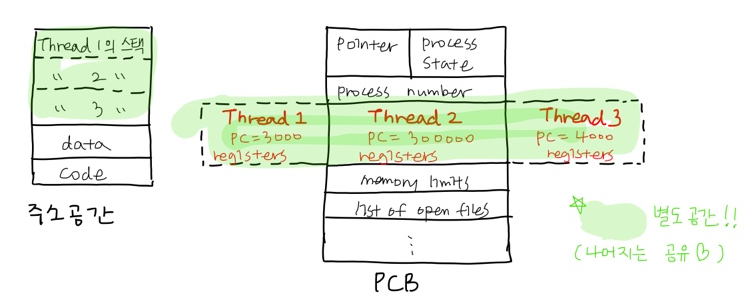 Thread 1의 스택
〃 2 〃
〃 3 〃
data
code
주소공간
pointer
process
state
process number
Thread 1
PC=3000
registers
Thread 2
PC=300000
registers
Thread 3
PC=4000
registers
memory limits
list of open files
⋮
PCB
☆ 별도공간!!
(나머지는 공유)